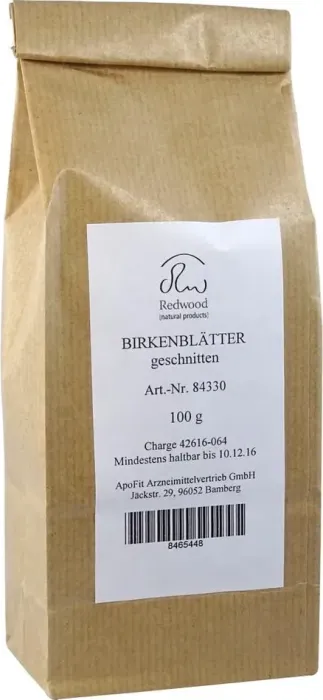 Redwood
(natural products)
BIRKENBLÄTTER
geschnitten
Art.-Nr. 84330
100 g
Charge 42616-064
Mindestens haltbar bis 10.12.16
ApoFit Arzneimittelvertrieb GmbH
Jäckstr. 29, 96052 Bamberg
8465448